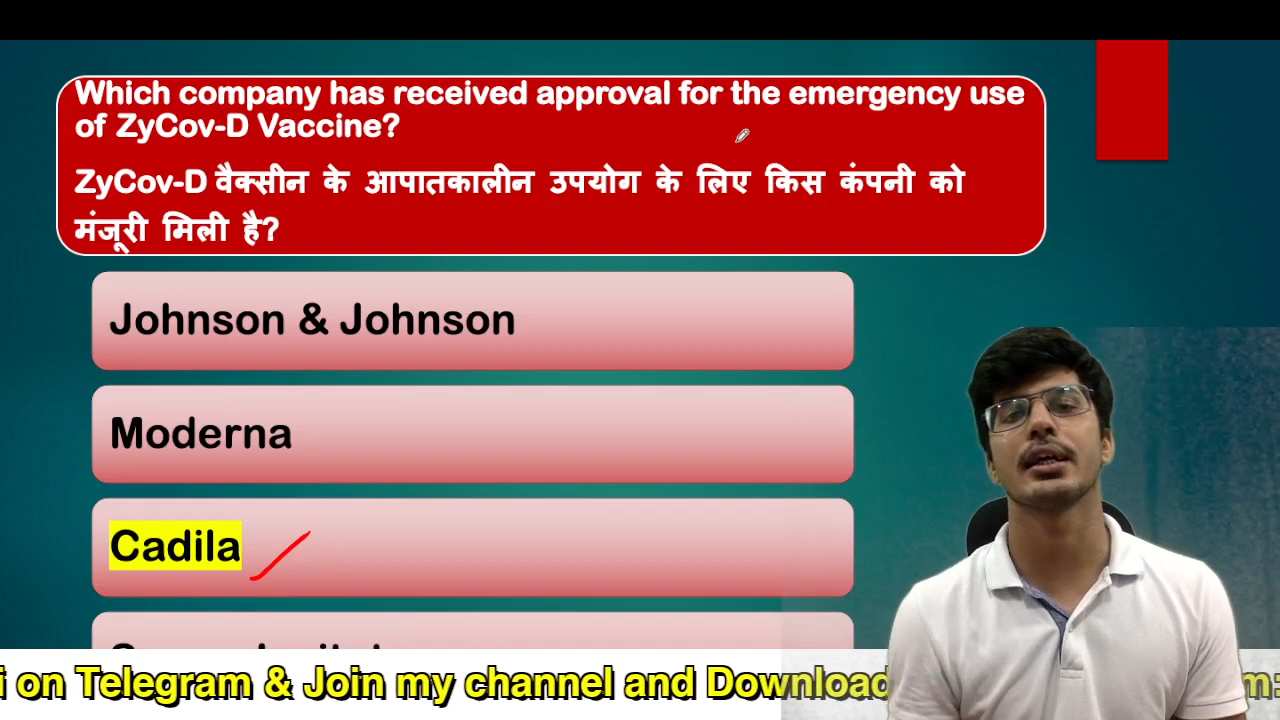 Which company has received approval for the emergency use
of ZyCov-D Vaccine?
ZyCov-D वैक्सीन के आपातकालीन उपयोग के लिए किस कंपनी को
मंजूरी मिली है?
Johnson & Johnson
Moderna
Cadila
i on Telegram & Join my channel and Download